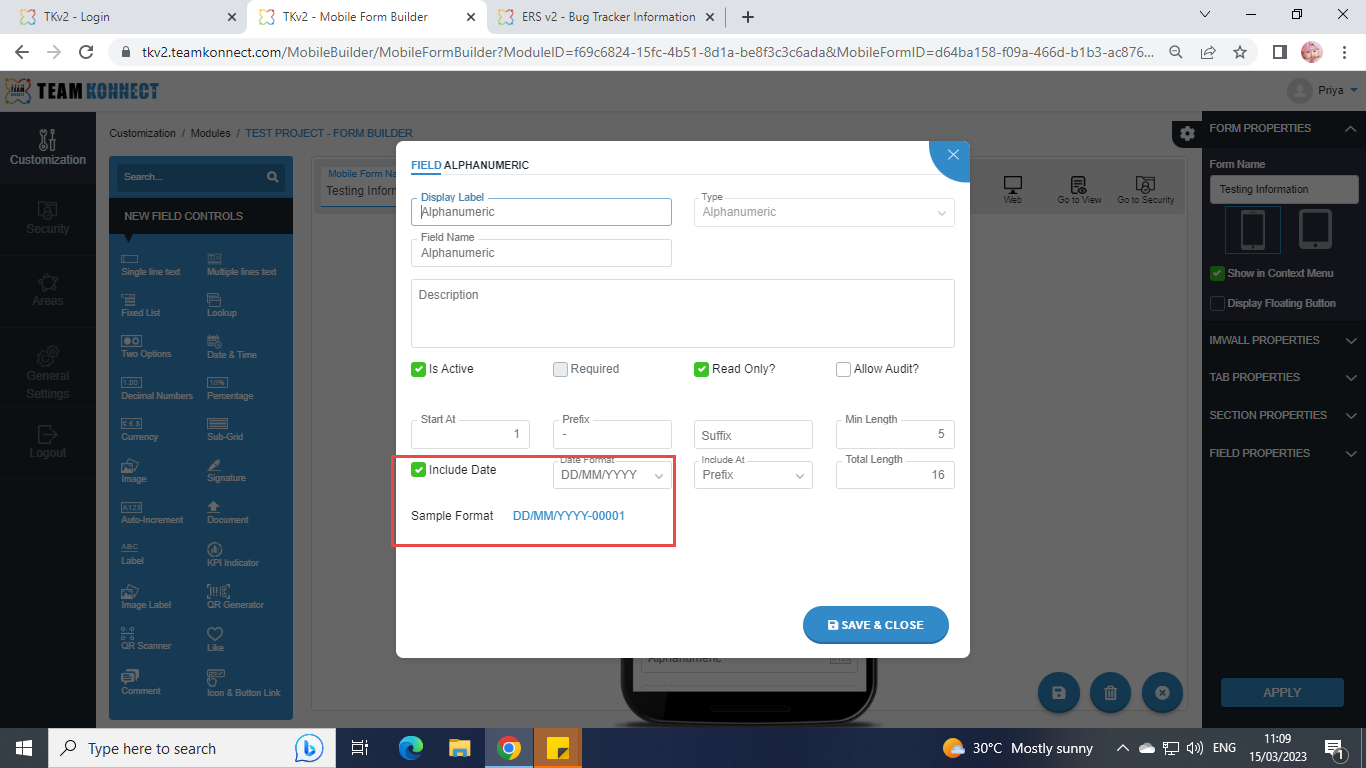 TKv2 - Login
TKv2 - Mobile Form Builder
ERS v2 - Bug Tracker Information
tkv2.teamkonnect.com/MobileBuilder/MobileFormBuilder?ModuleID=f69c6824-15fc-4b51-8d1a-be8f3c3c6ada&MobileFormID=d64ba158-f09a-466d-b1b3-ac876...
TEAM KONNECT
Priya
Customization
Security
Areas
General
Settings
Logout
Customization / Modules / TEST PROJECT - FORM BUILDER
Search...
NEW FIELD CONTROLS
Single line text
Multiple lines text
Fixed List
Lookup
Two Options
Date & Time
1.00
10%
Decimal Numbers
Percentage
Currency
Sub-Grid
Image
Signature
A123
Auto-Increment
Document
ABC
Label
KPI Indicator
Image Label
QR Generator
QR Scanner
Like
Comment
Icon & Button Link
Mobile Form Na
Testing Inforr
Web
Go to View
Go to Security
FIELD ALPHANUMERIC
Display Label
Alphanumeric
Type
Alphanumeric
Field Name
Alphanumeric
Description
Is Active
Required
Read Only?
Allow Audit?
Start At
1
Prefix
-
Suffix
Min Length
5
Include Date
Date Format
DD/MM/YYYY
Include At
Prefix
Total Length
16
Sample Format
DD/MM/YYYY-00001
SAVE & CLOSE
Alphanumeric
FORM PROPERTIES
Form Name
Testing Information
Show in Context Menu
Display Floating Button
IMWALL PROPERTIES
TAB PROPERTIES
SECTION PROPERTIES
FIELD PROPERTIES
APPLY
Type here to search
30°C Mostly sunny
ENG
11:09
15/03/2023
1